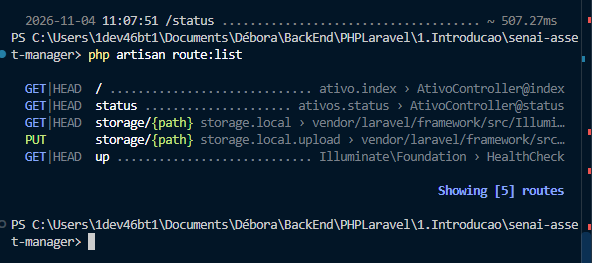 2026-11-04 11:07:51 /status ....................................... ~ 507.27ms
PS C:\Users\1dev46bt1\Documents\Débora\BackEnd\PHPLaravel\1.Introducao\senai-asse
t-manager> php artisan route:list
GET|HEAD / ............................... ativo.index › AtivoController@index
GET|HEAD status ......................... ativos.status › AtivoController@status
GET|HEAD storage/{path} storage.local › vendor/laravel/framework/src/Illumi…
PUT storage/{path} storage.local.upload › vendor/laravel/framework/src…
GET|HEAD up ............................. Illuminate\Foundation › HealthCheck
Showing [5] routes
PS C:\Users\1dev46bt1\Documents\Débora\BackEnd\PHPLaravel\1.Introducao\senai-asse
t-manager>